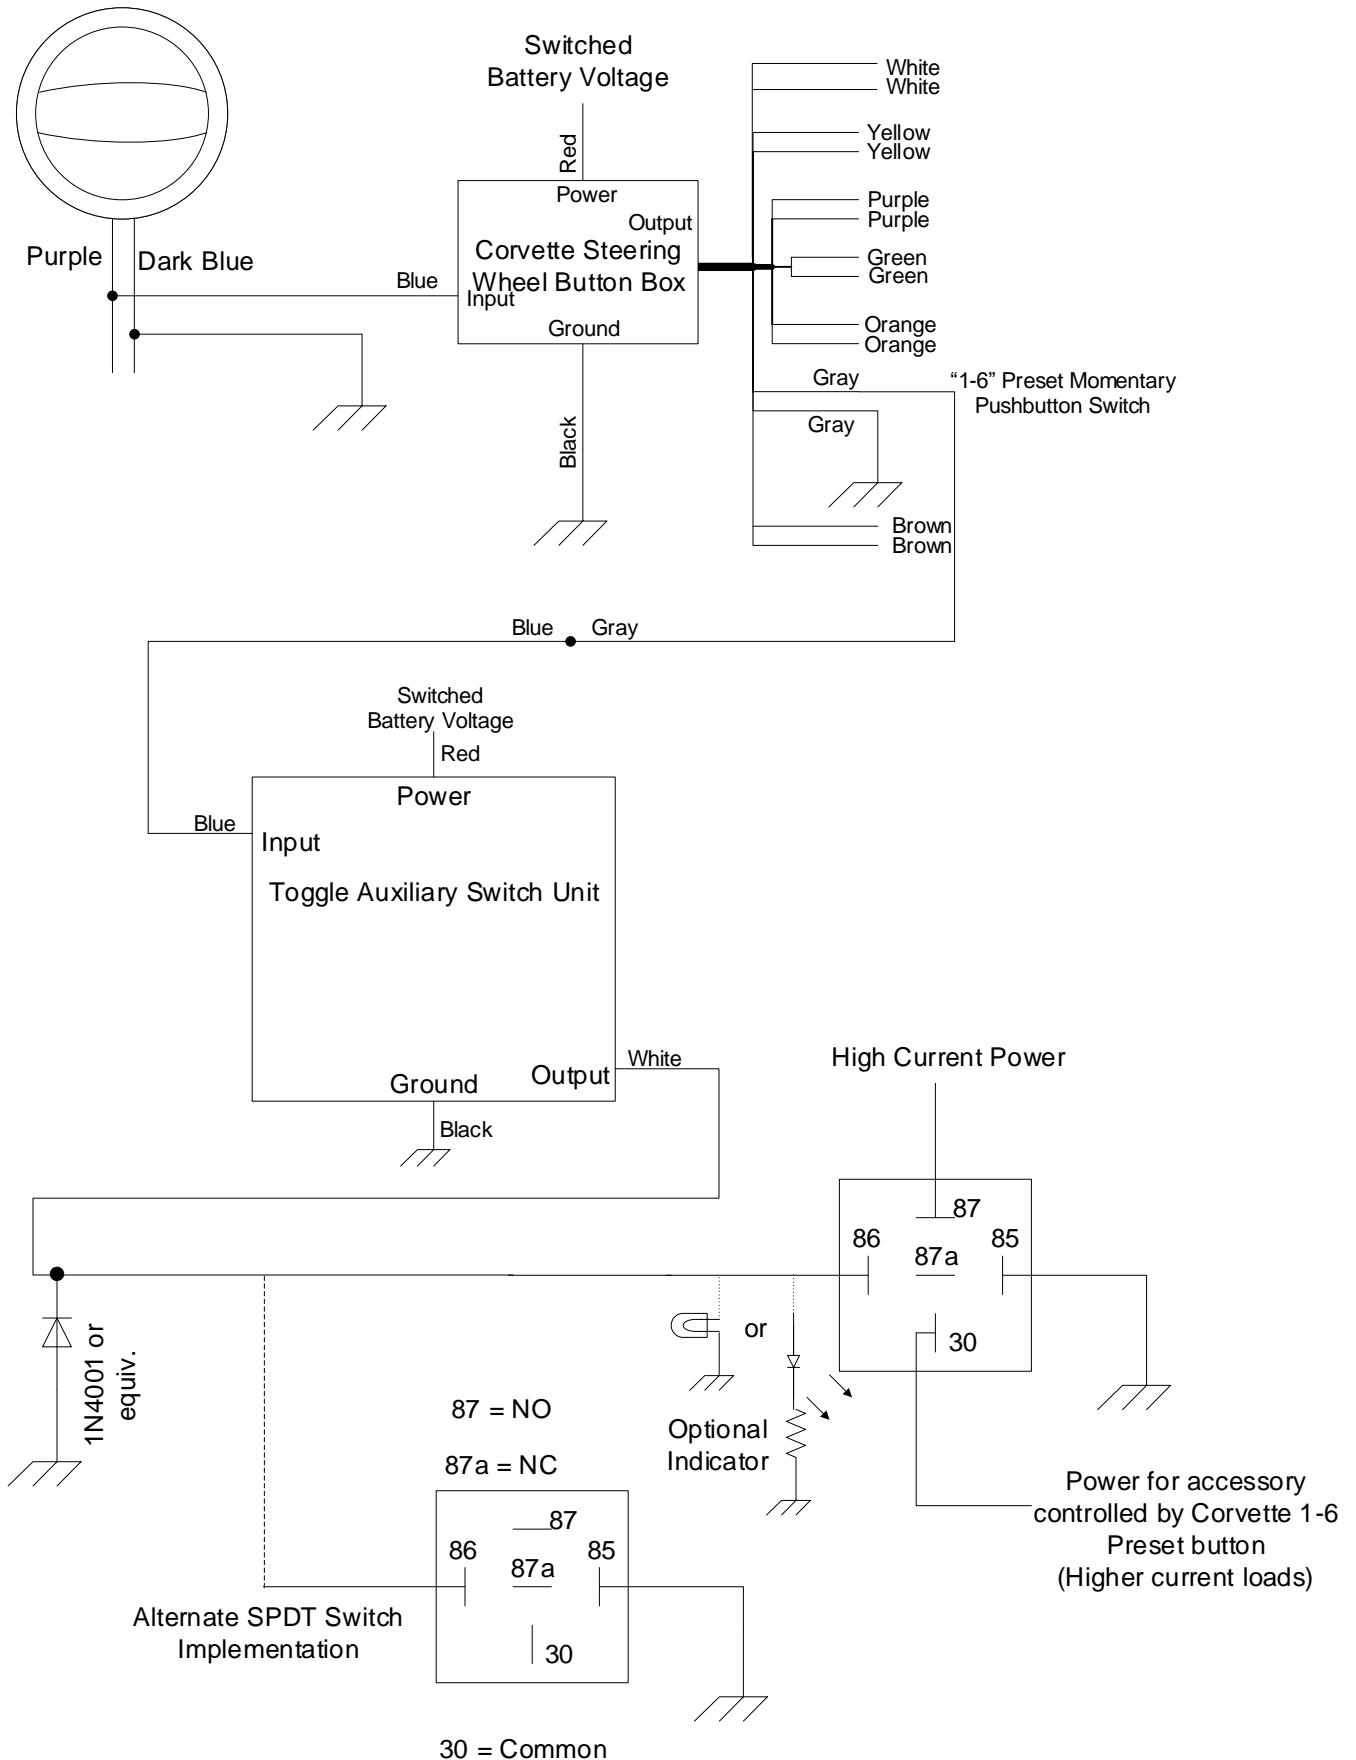 Switched
Battery Voltage
White
White
Yellow
Yellow
Red
Power
Purple
Purple
Output
Purple
Dark Blue
Corvette Steering
Wheel Button Box
Green
Green
Blue
Input
Ground
Orange
Orange
Gray
"1-6" Preset Momentary
Pushbutton Switch
Gray
Black
Brown
Brown
Blue
Gray
Switched
Battery Voltage
Red
Power
Blue
Input
Toggle Auxiliary Switch Unit
White
Output
Ground
Black
High Current Power
87
86
87a
85
30
or
1N4001 or
equiv.
87 = NO
87a = NC
Optional
Indicator
Power for accessory
controlled by Corvette 1-6
Preset button
(Higher current loads)
87
86
87a
85
30
Alternate SPDT Switch
Implementation
30 = Common